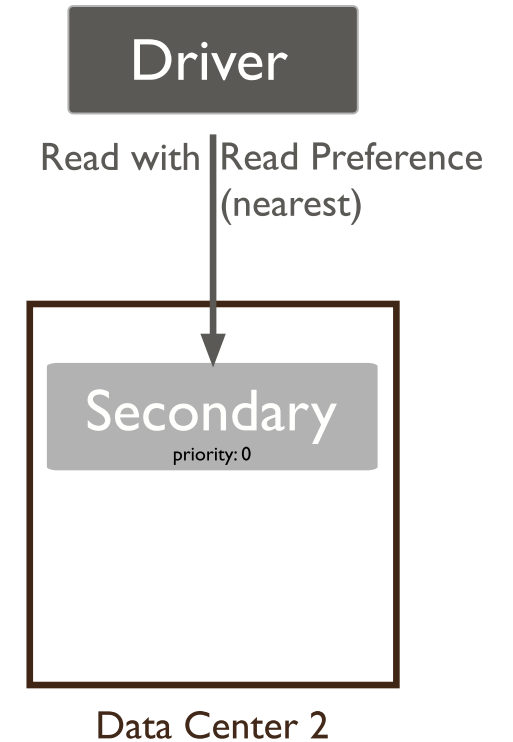 Driver
Read with Read Preference
(nearest)
Secondary
priority: 0
Data Center 2